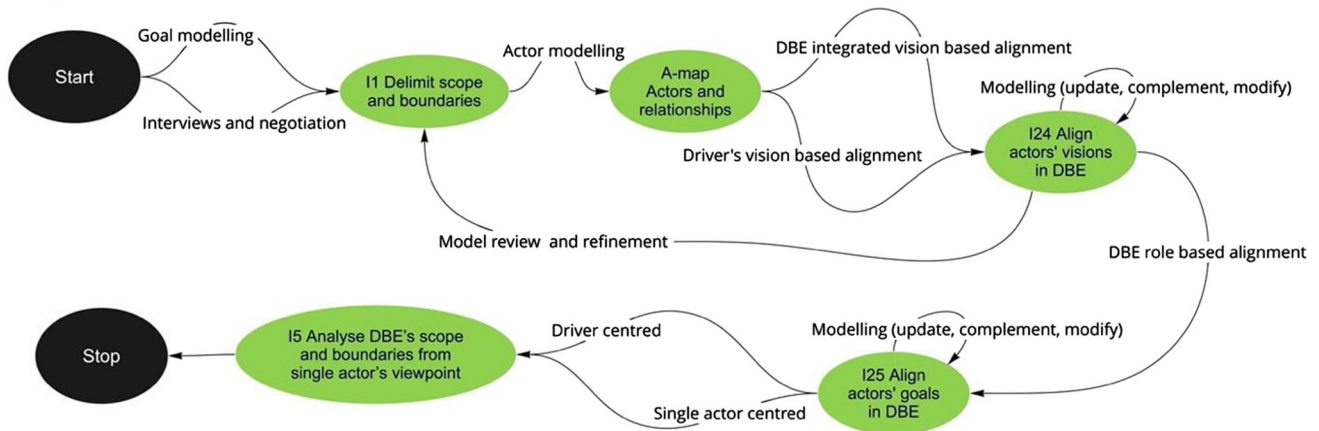 Goal modelling
Start
Interviews and negotiation
I1 Delimit scope
and boundaries
Actor modelling
A-map
Actors and
relationships
DBE integrated vision based alignment
Driver's vision based alignment
Modelling (update, complement, modify)
I24 Align
actors' visions
in DBE
Model review  and refinement
DBE role based alignment
Modelling (update, complement, modify)
I25 Align
actors' goals
in DBE
Driver centred
Single actor centred
I5 Analyse DBE’s scope
and boundaries from
single actor’s viewpoint
Stop